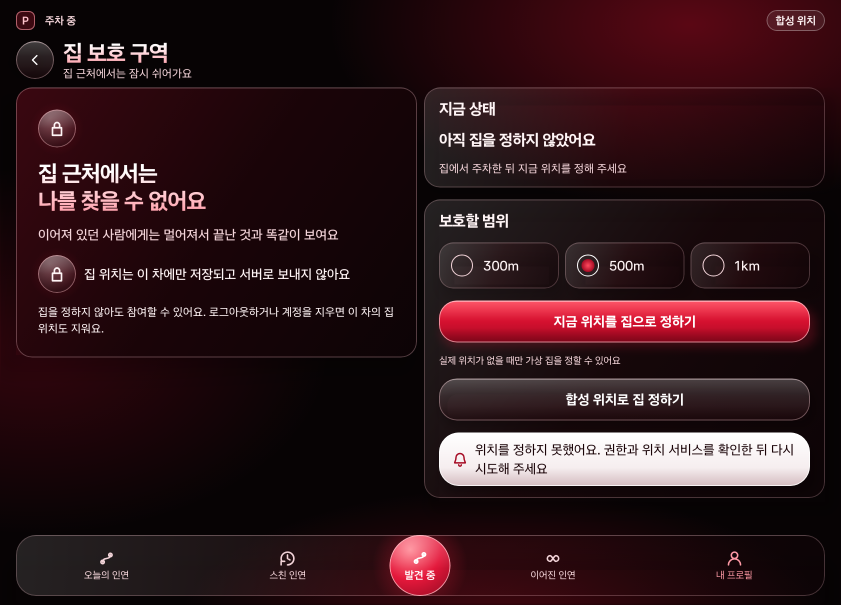 P 주차 중
합성 위치
집 보호 구역
집 근처에서는 잠시 쉬어가요
집 근처에서는
나를 찾을 수 없어요
이어져 있던 사람에게는 멀어져서 끝난 것과 똑같이 보여요
집 위치는 이 차에만 저장되고 서버로 보내지 않아요
집을 정하지 않아도 참여할 수 있어요. 로그아웃하거나 계정을 지우면 이 차의 집
위치도 지워요.
지금 상태
아직 집을 정하지 않았어요
집에서 주차한 뒤 지금 위치를 정해 주세요
보호할 범위
300m
500m
1km
지금 위치를 집으로 정하기
실제 위치가 없을 때만 가상 집을 정할 수 있어요
합성 위치로 집 정하기
위치를 정하지 못했어요. 권한과 위치 서비스를 확인한 뒤 다시
시도해 주세요
오늘의 인연
스친 인연
발견 중
이어진 인연
내 프로필